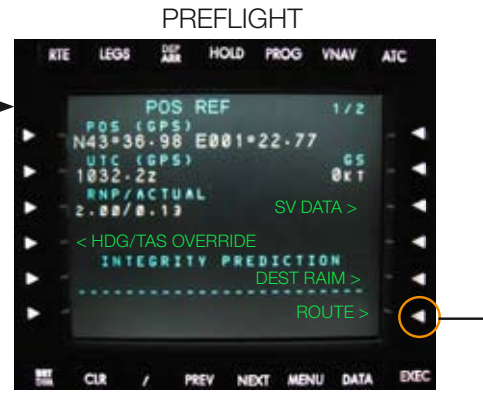 PREFLIGHT
RTE LEGS DEP ARR HOLD PROG VNAV ATC
POS REF 1/2
POS (GPS)
N43°36.98 E001°22.77
UTC (GPS) GS
1032.2z 0KT
RNP/ACTUAL
2.00/0.13 SV DATA >
< HDG/TAS OVERRIDE
INTEGRITY PREDICTION
DEST RAIM >
ROUTE >
CLR / PREV NEXT MENU DATA EXEC